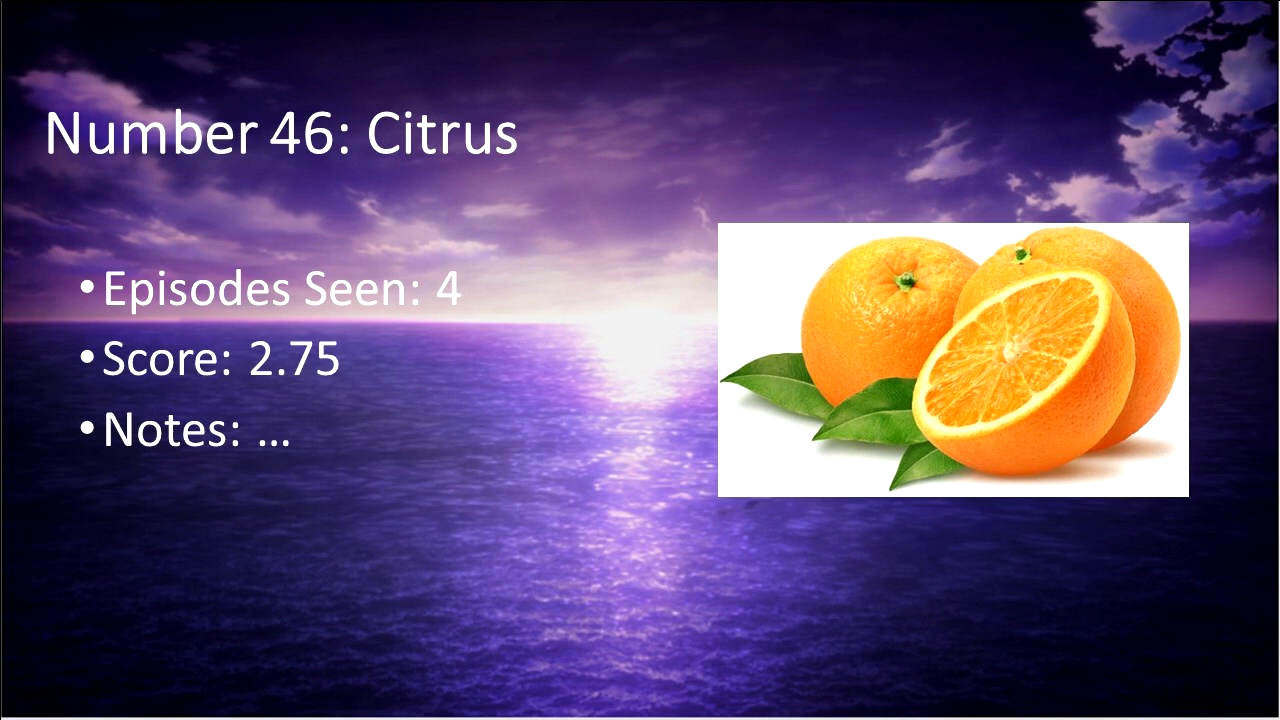 Number 46: Citrus
•Episodes Seen: 4
•Score: 2.75
•Notes: …